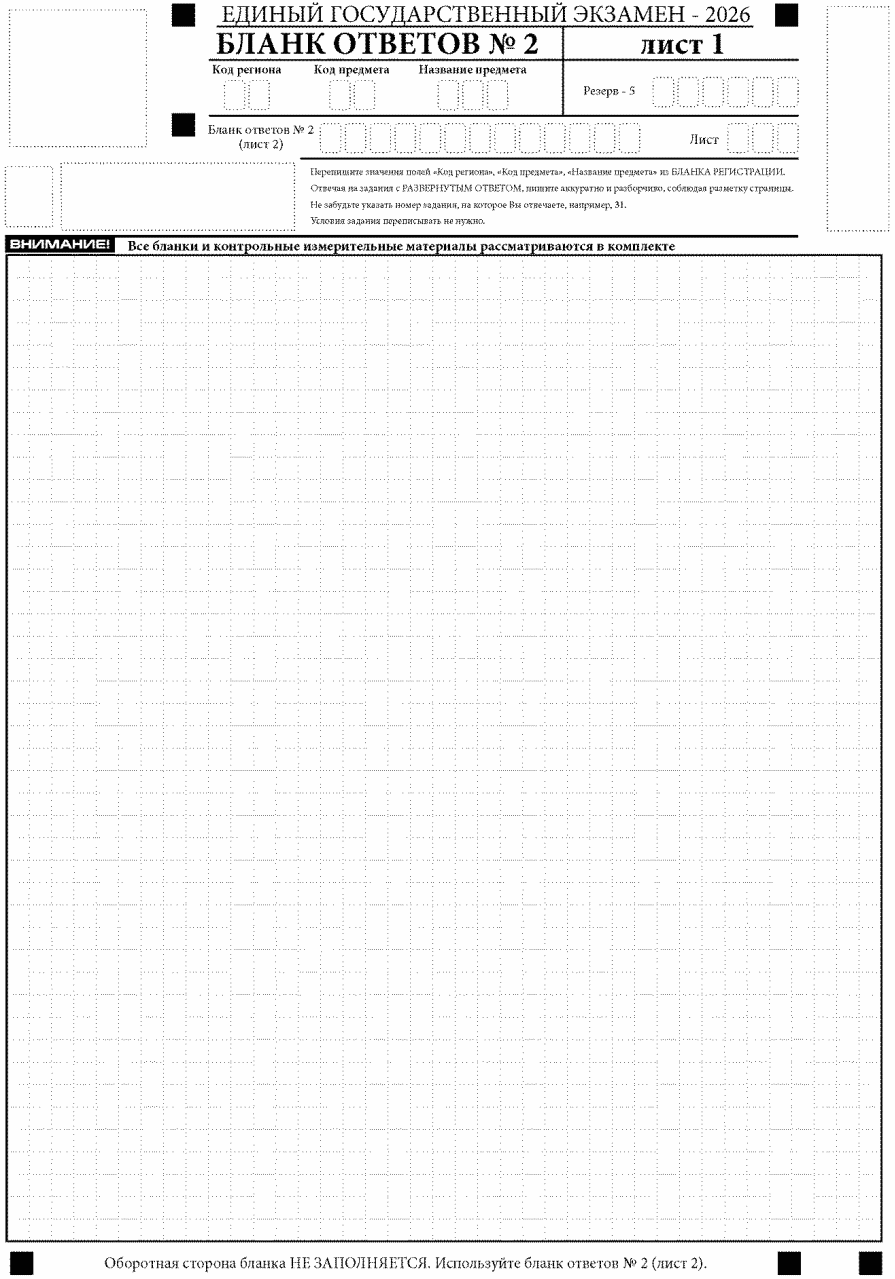 ЕДИНЫЙ ГОСУДАРСТВЕННЫЙ ЭКЗАМЕН - 2026
БЛАНК ОТВЕТОВ № 2
лист 1
Код региона
Код предмета
Название предмета
Резерв - 5
Бланк ответов № 2
(лист 2)
Лист
Перепишите значения полей «Код региона», «Код предмета», «Название предмета» из БЛАНКА РЕГИСТРАЦИИ.
Отвечая на задания с РАЗВЕРНУТЫМ ОТВЕТОМ, пишите аккуратно и разборчиво, соблюдая разметку страницы.
Не забудьте указать номер задания, на которое Вы отвечаете, например, 31.
Условия задания переписывать не нужно.
ВНИМАНИЕ!
Все бланки и контрольные измерительные материалы рассматриваются в комплекте
Оборотная сторона бланка НЕ ЗАПОЛНЯЕТСЯ. Используйте бланк ответов № 2 (лист 2).